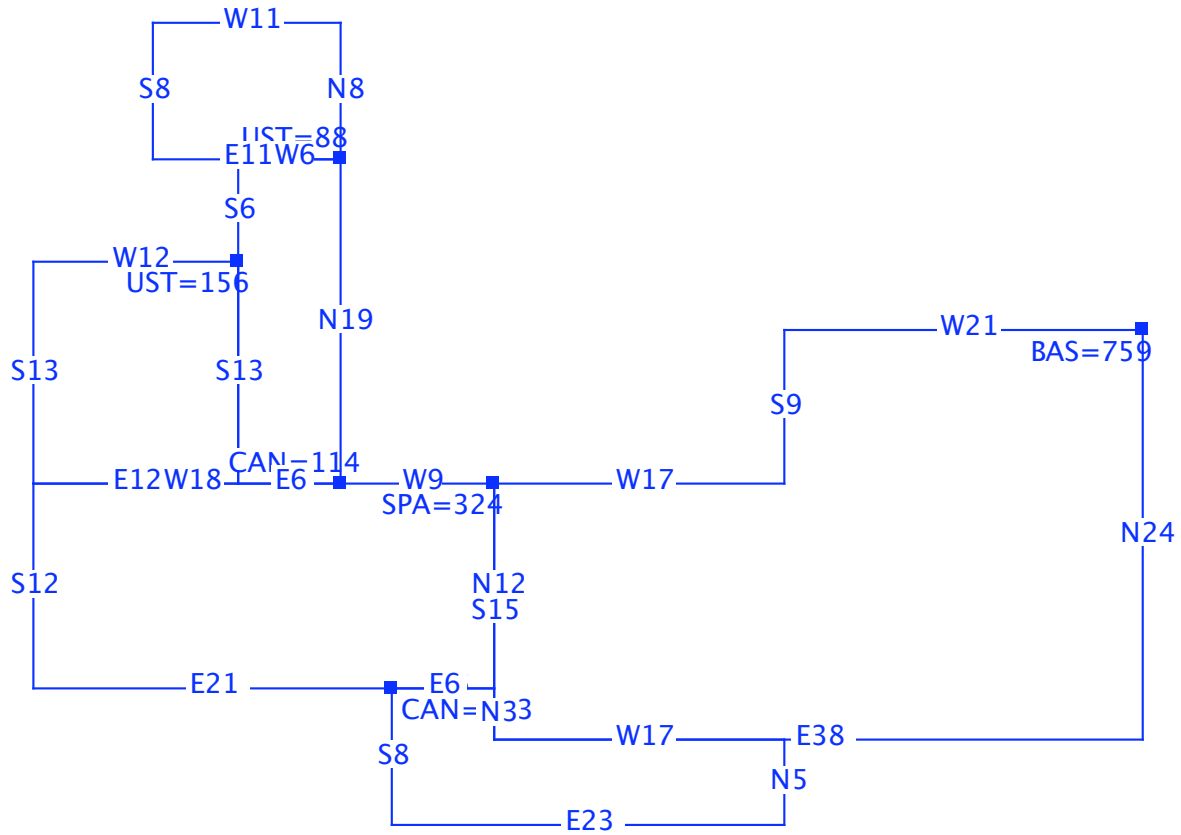 W11
S8 N8
UST=88
E11W6
S6
W12
UST=156
N19
W21
BAS=759
S13 S13
S9
CAN=114
E12W18 E6 W9 W17
SPA=324
N24
S12 N12
S15
E21 E6
CAN=N33
W17 E38
S8 N5
E23